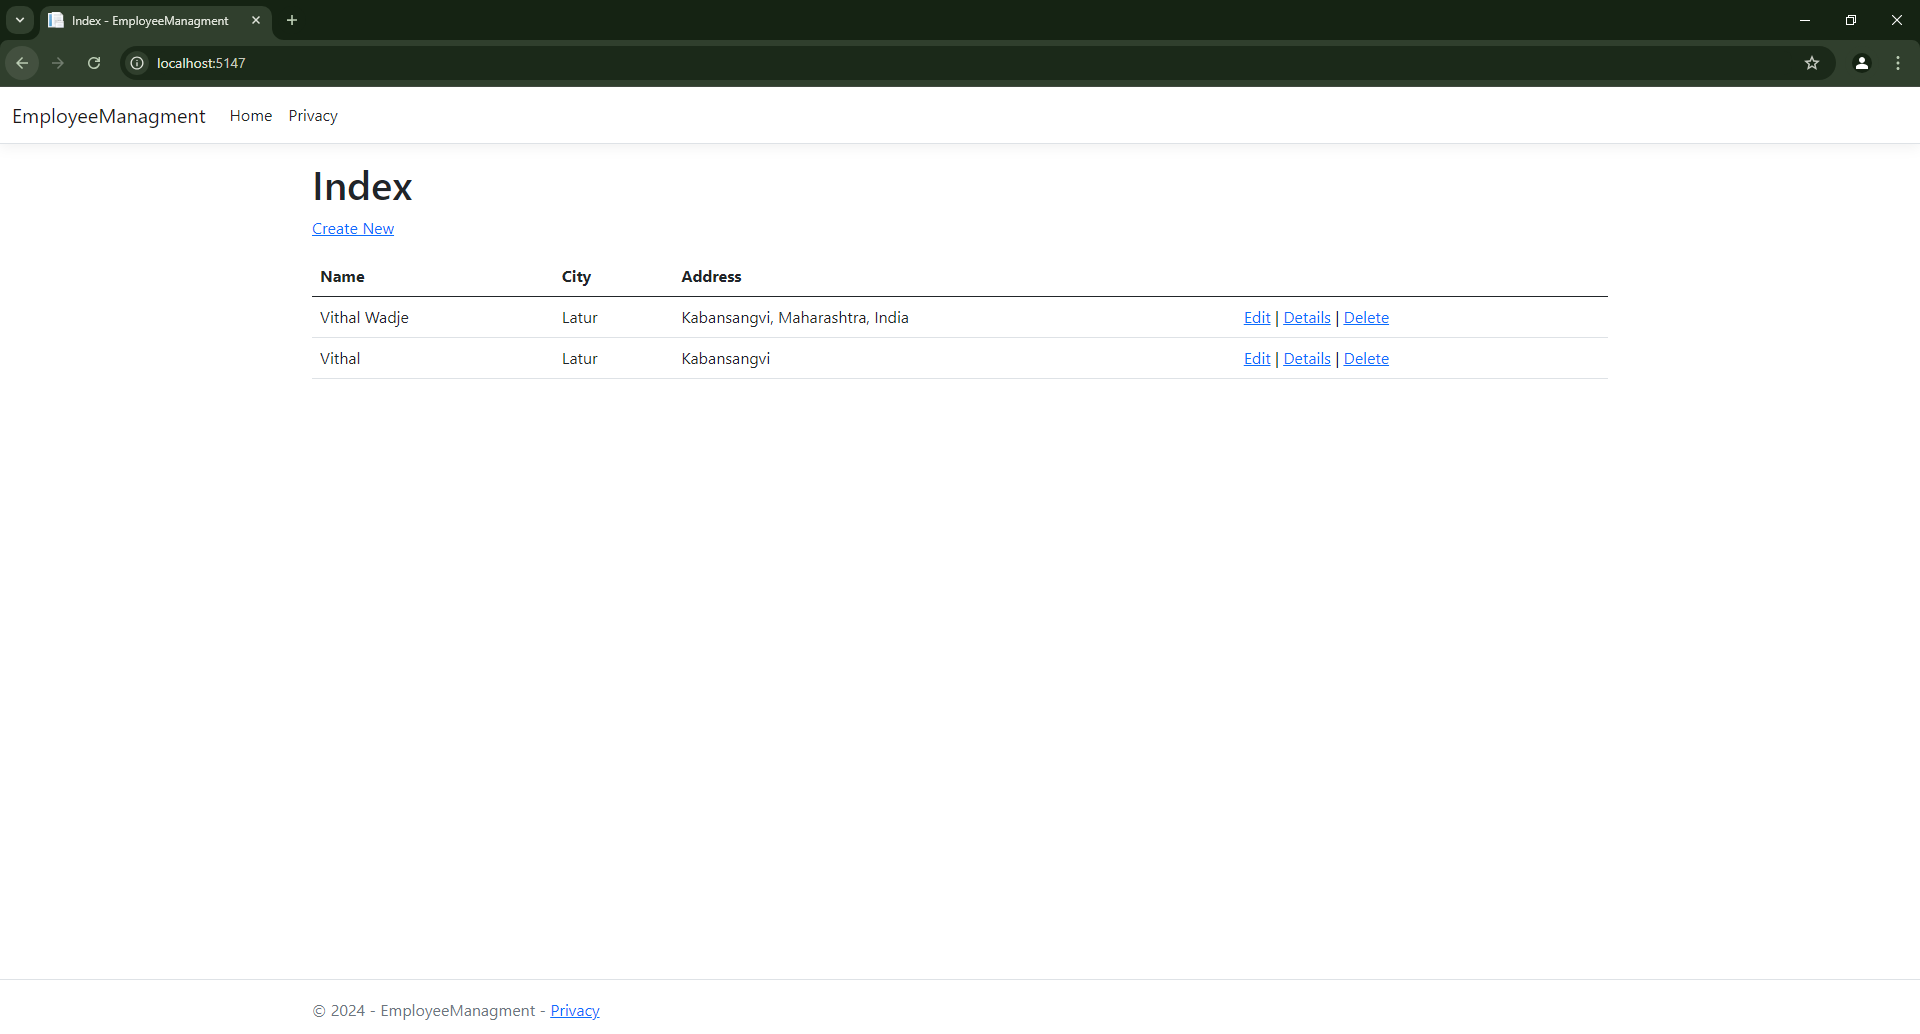 Index - EmployeeManagment
localhost:5147
EmployeeManagment Home Privacy
Index
Create New
Name City Address
Vithal Wadje Latur Kabansangvi, Maharashtra, India Edit | Details | Delete
Vithal Latur Kabansangvi Edit | Details | Delete
© 2024 - EmployeeManagment - Privacy